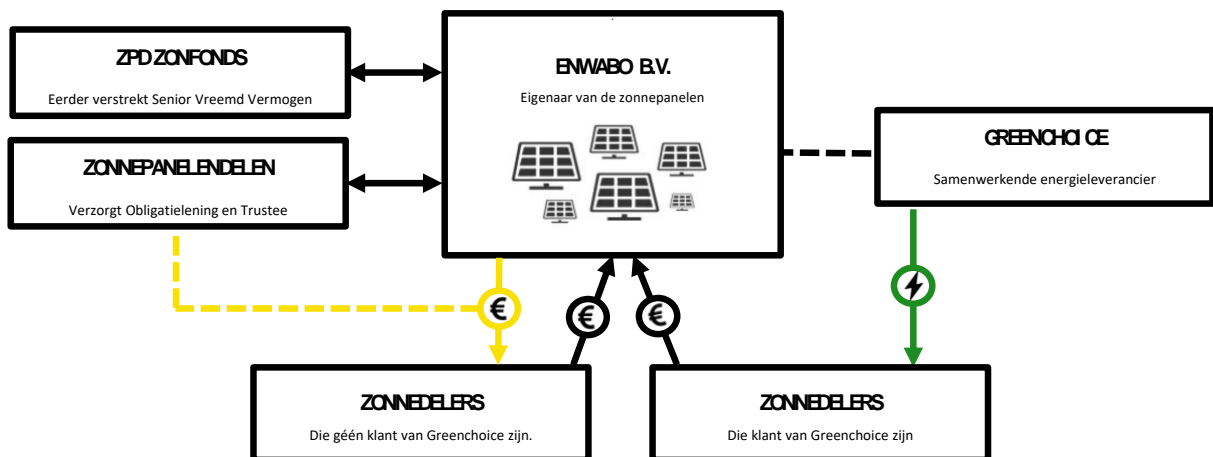 ZPD ZONFONDS
Eerder verstrekt Senior Vreemd Vermogen
ZONNEPANELENDELEN
Verzorgt Obligatielening en Trustee
ENWABO B.V.
Eigenaar van de zonnepanelen
GREENCHOICE
Samenwerkende energieleverancier
€
€
€
ZONNEDELERS
Die géén klant van Greenchoice zijn.
ZONNEDELERS
Die klant van Greenchoice zijn